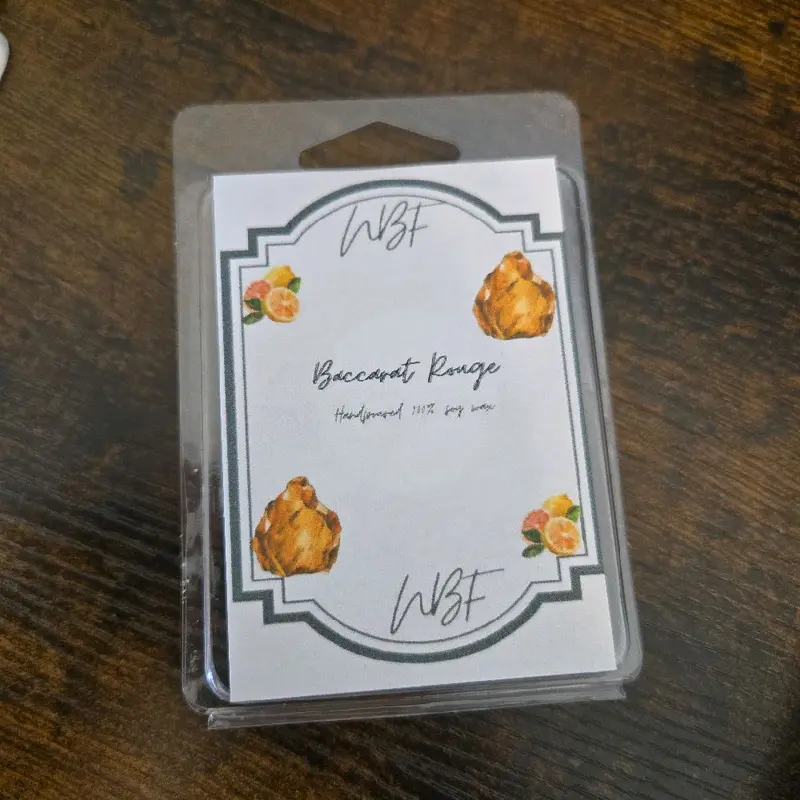 WBF
Baccarat Rouge
Handpoured 100% soy wax
WBF